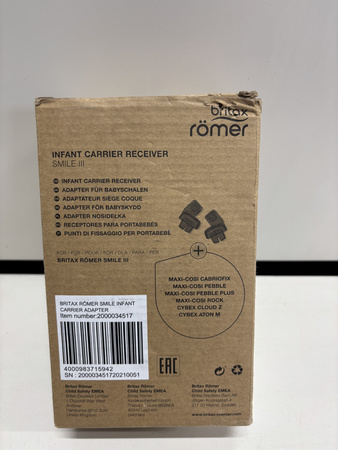 britax
römer
INFANT CARRIER RECEIVER
SMILE III
INFANT CARRIER RECEIVER
ADAPTER FÜR BABYSCHALEN
ADAPTATEUR SIÈGE COQUE
ADAPTER FÖR BABYSKYDD
ADAPTER NOSIDEŁKA
RECEPTORES PARA PORTABEBÉS
PUNTI DI FISSAGGIO PER PORTABEBÉ
BRITAX RÖMER SMILE III
MAXI-COSI CABRIOFIX
MAXI-COSI PEBBLE
MAXI-COSI PEBBLE PLUS
MAXI-COSI ROCK
CYBEX CLOUD Z
CYBEX ATON M
BRITAX RÖMER SMILE INFANT
CARRIER ADAPTER
Item number:2000034517
4000983715942
SN : 200003451720210051
EAC
Britax Römer
Child Safety EMEA
Britax Römer
Child Safety EMEA
Britax Römer
Child Safety EMEA
www.britax-
roemer.com